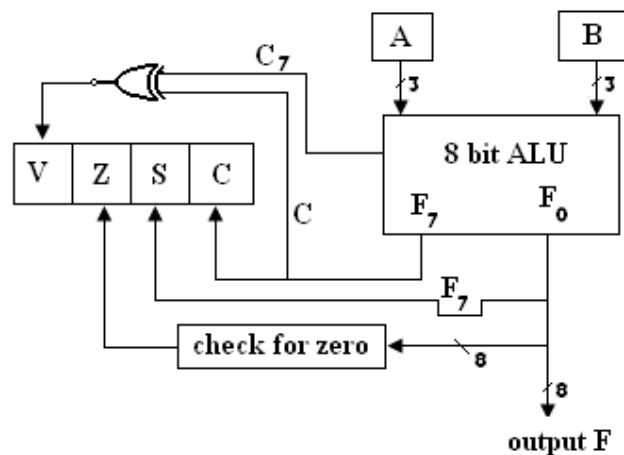 A B
C7
3 3
8 bit ALU
V Z S C
F7 F0
C
F7
check for zero
8
8
output F